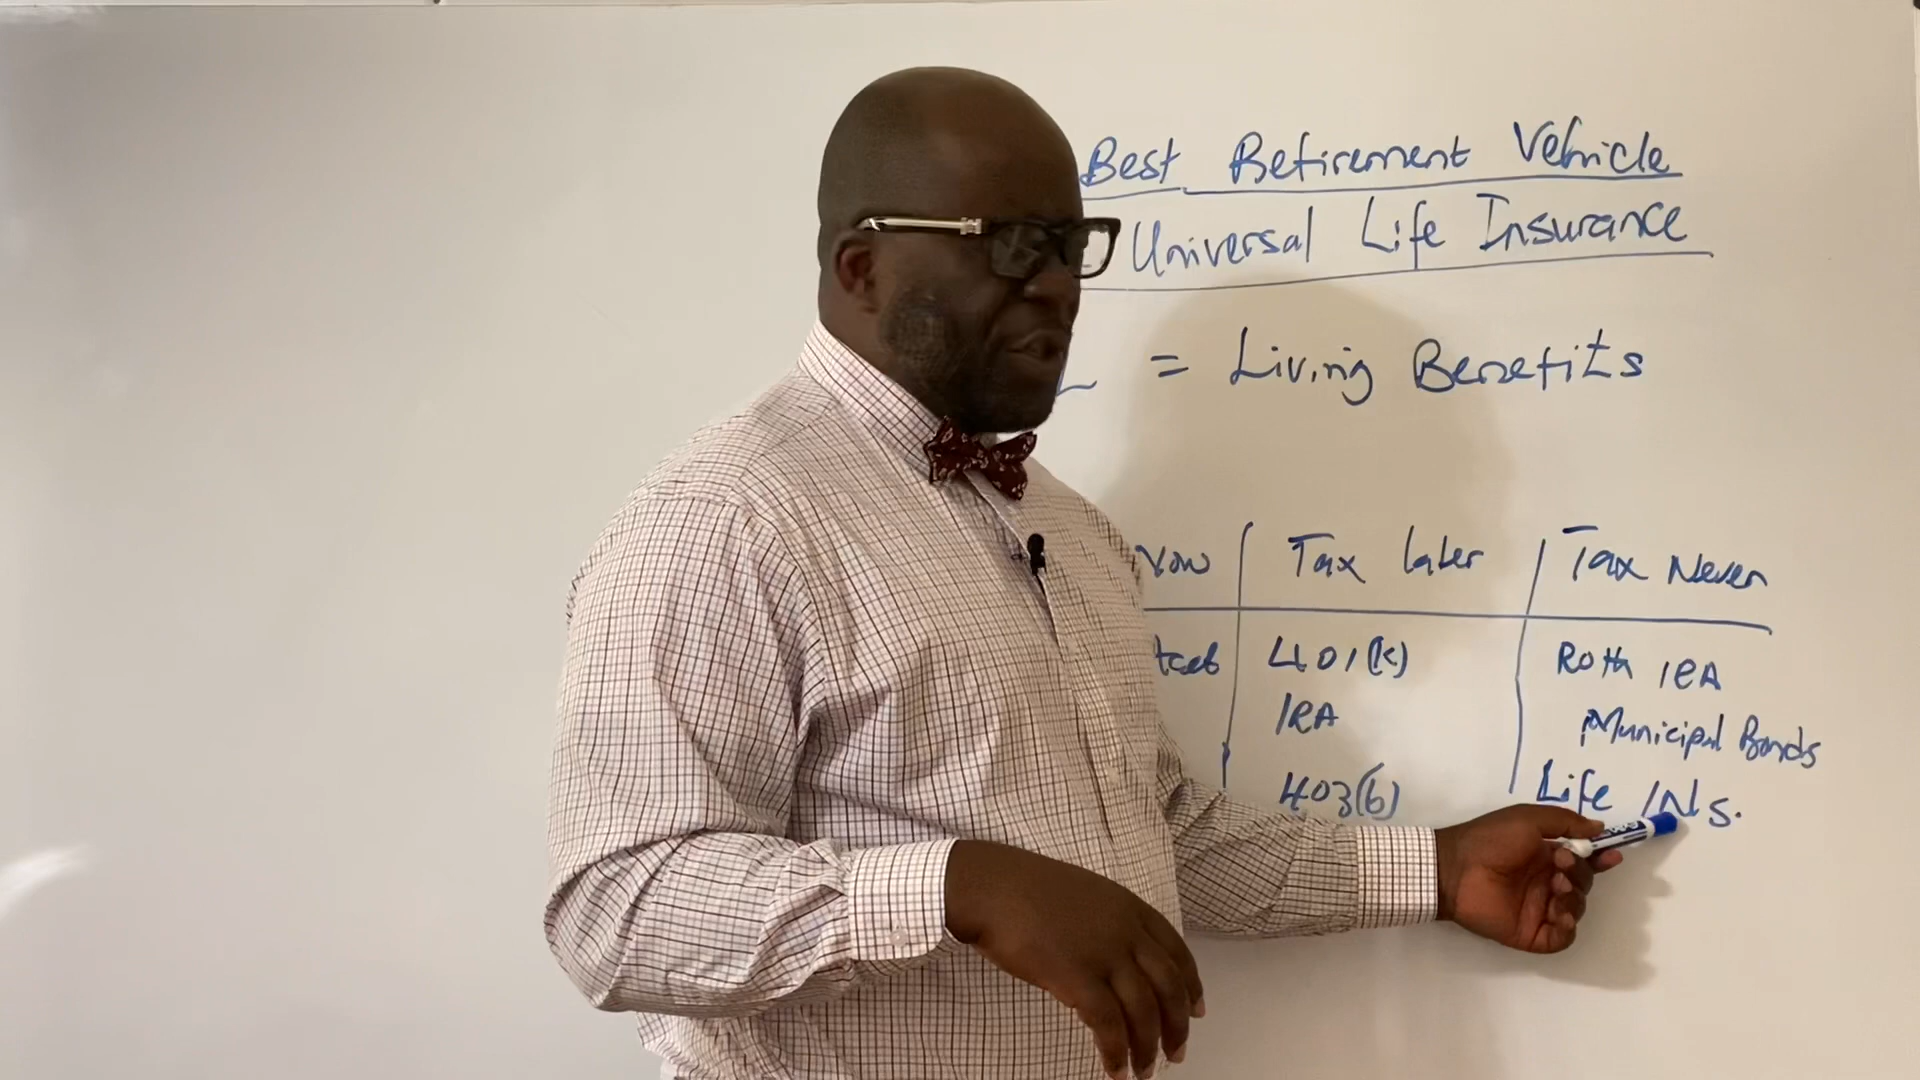 Best Retirement Vehicle
Universal Life Insurance
L = Living Benefits
Now Tax later Tax Never
401(k) Roth IRA
IRA Municipal Bonds
403(b) Life INs.